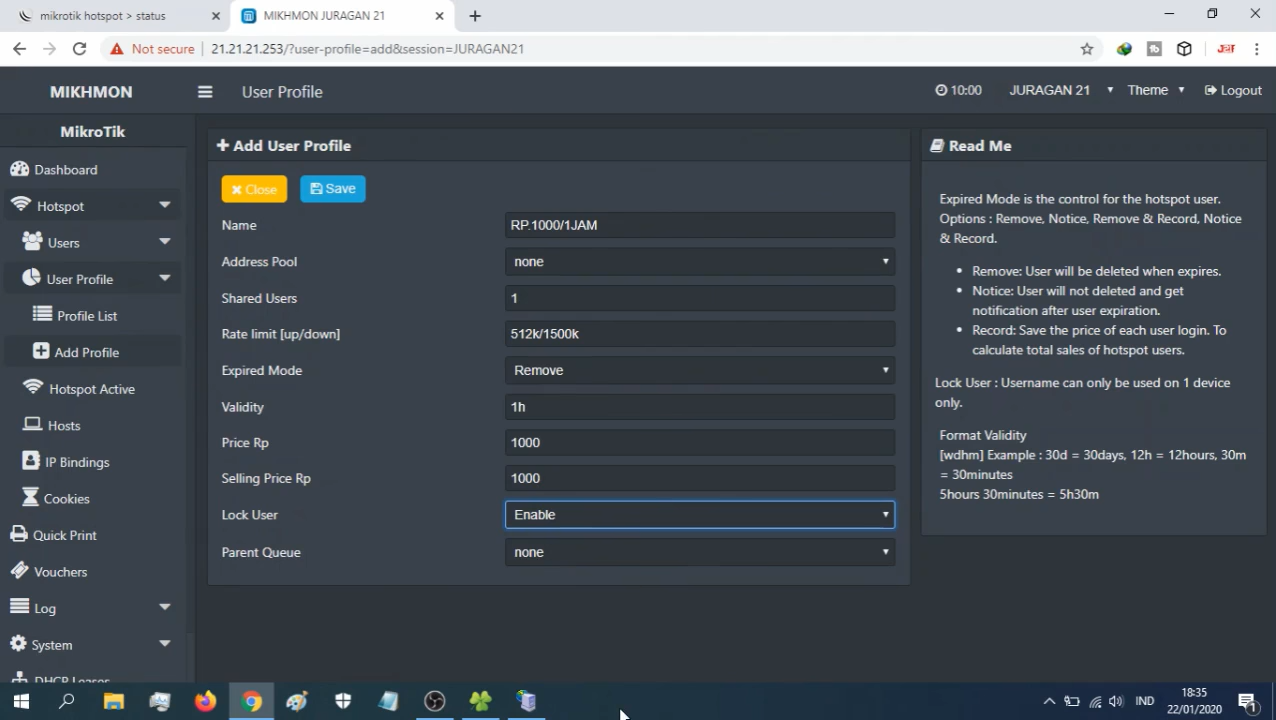 mikrotik hotspot > status
MIKHMON JURAGAN 21
Not secure
21.21.21.253/?user-profile=add&session=JURAGAN21
MIKHMON
User Profile
10:00
JURAGAN 21
Theme
Logout
MikroTik
Dashboard
Hotspot
Users
User Profile
Profile List
Add Profile
Hotspot Active
Hosts
IP Bindings
Cookies
Quick Print
Vouchers
Log
System
DHCP Leases
Add User Profile
Close
Save
Name
RP.1000/1JAM
Address Pool
none
Shared Users
1
Rate limit [up/down]
512k/1500k
Expired Mode
Remove
Validity
1h
Price Rp
1000
Selling Price Rp
1000
Lock User
Enable
Parent Queue
none
Read Me
Expired Mode is the control for the hotspot user.
Options : Remove, Notice, Remove & Record, Notice
& Record.
Remove: User will be deleted when expires.
Notice: User will not deleted and get
notification after user expiration.
Record: Save the price of each user login. To
calculate total sales of hotspot users.
Lock User : Username can only be used on 1 device
only.
Format Validity
[wdhm] Example : 30d = 30days, 12h = 12hours, 30m
= 30minutes
5hours 30minutes = 5h30m
IND
18:35
22/01/2020
1